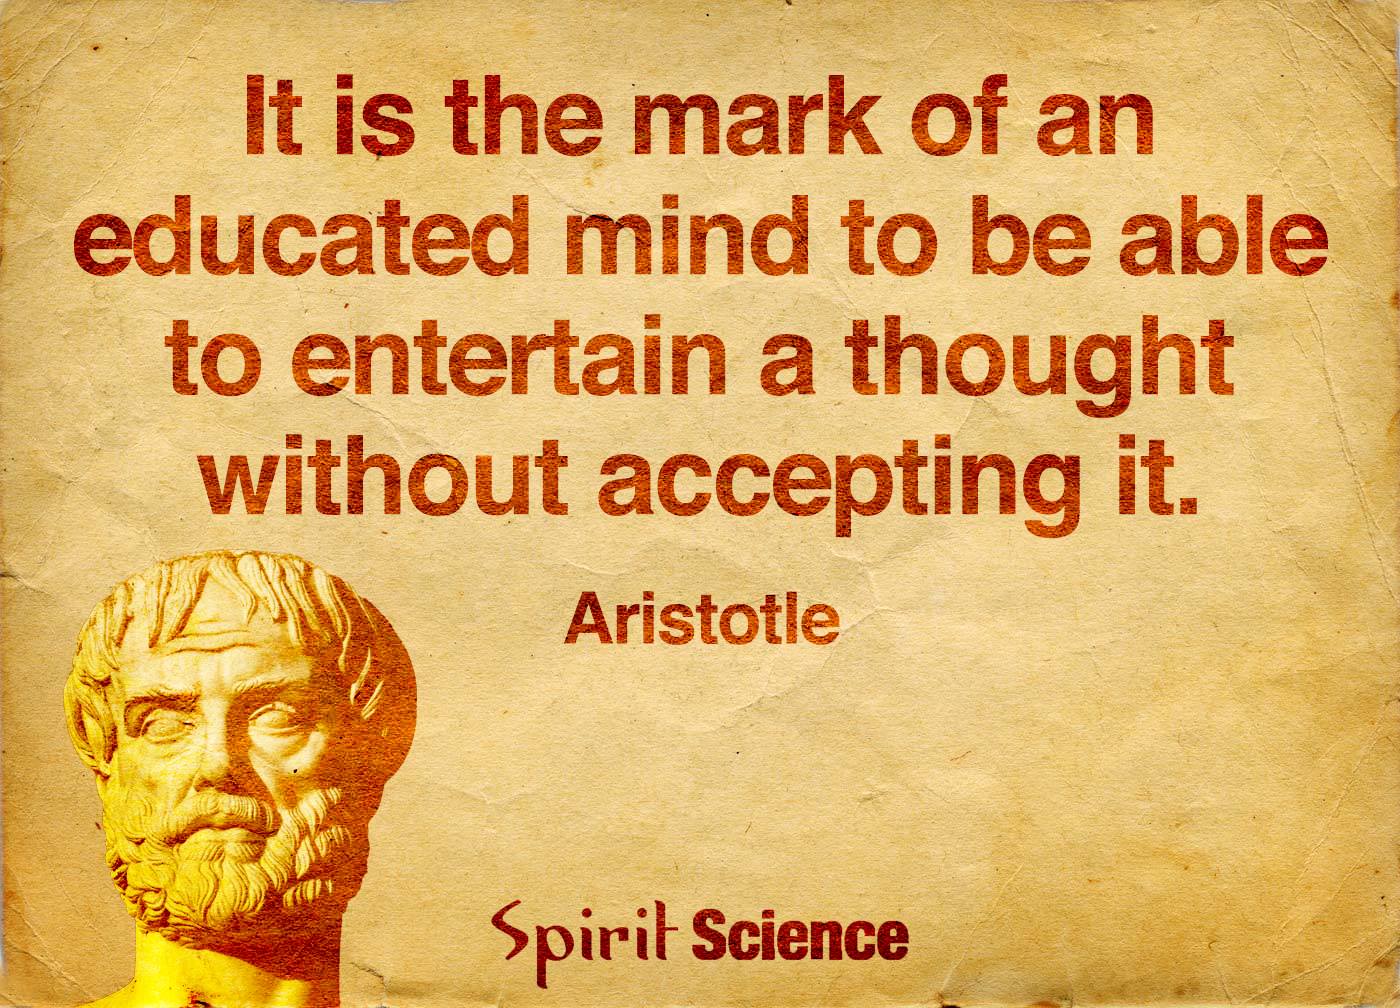 It is the mark of an
educated mind to be able
to entertain a thought
without accepting it.
Aristotle
Spirit Science